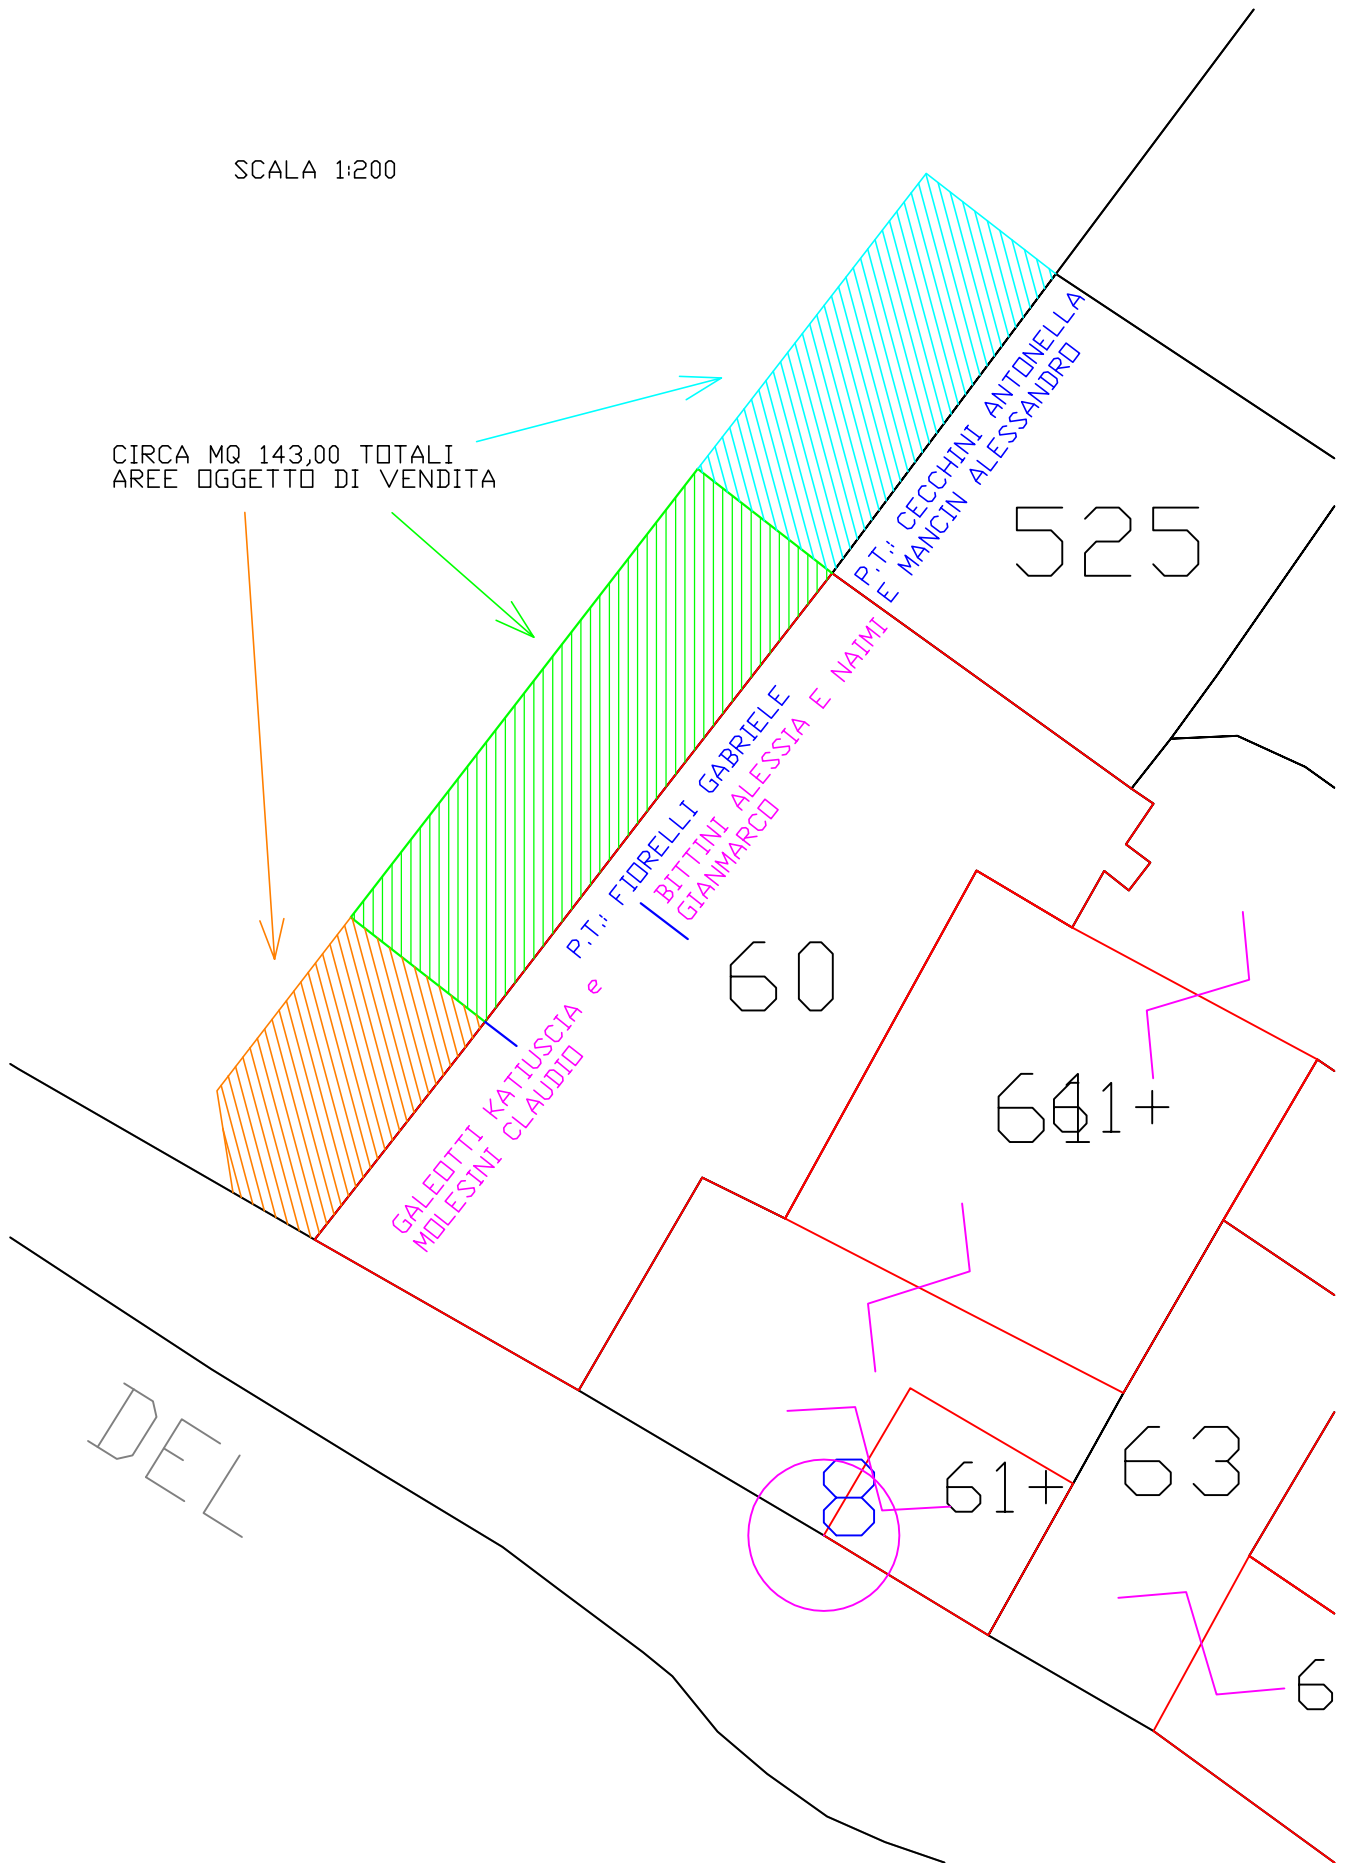 SCALA 1:200
CIRCA MQ 143,00 TOTALI
AREE OGGETTO DI VENDITA
P.T.: CECCHINI ANTONELLA
E MANCIN ALESSANDRO
525
P.T.: FIORELLI GABRIELE
BITTINI ALESSIA E NAIMI
GIANMARCO
60
GALEOTTI KATIUSCIA e
MOLESINI CLAUDIO
61+
DEL
8
61+
63
6